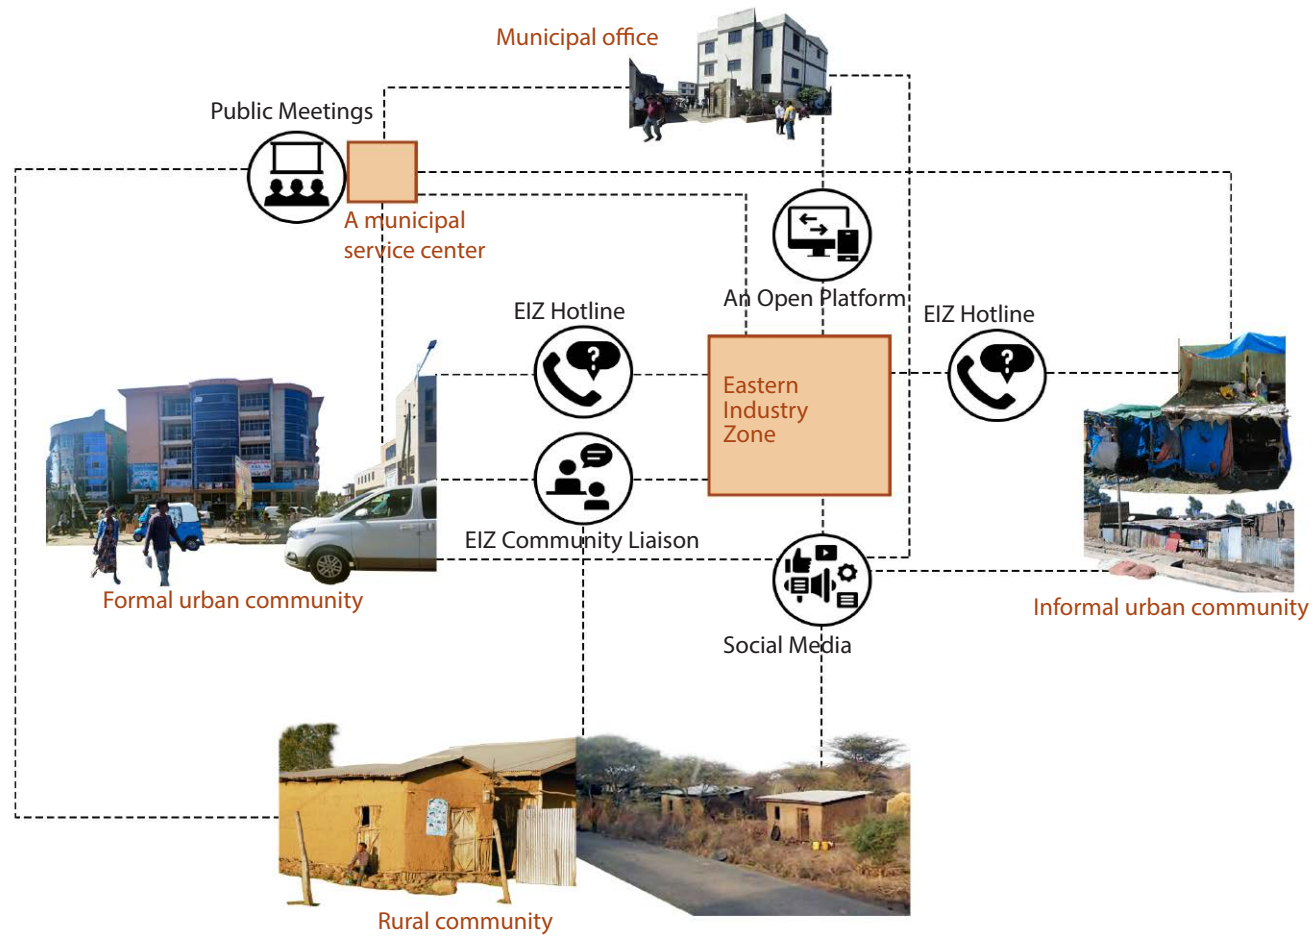 Municipal office
Public Meetings
A municipal
service center
An Open Platform
EIZ Hotline
EIZ Hotline
Eastern
Industry
Zone
EIZ Community Liaison
Formal urban community
Informal urban community
Social Media
Rural community